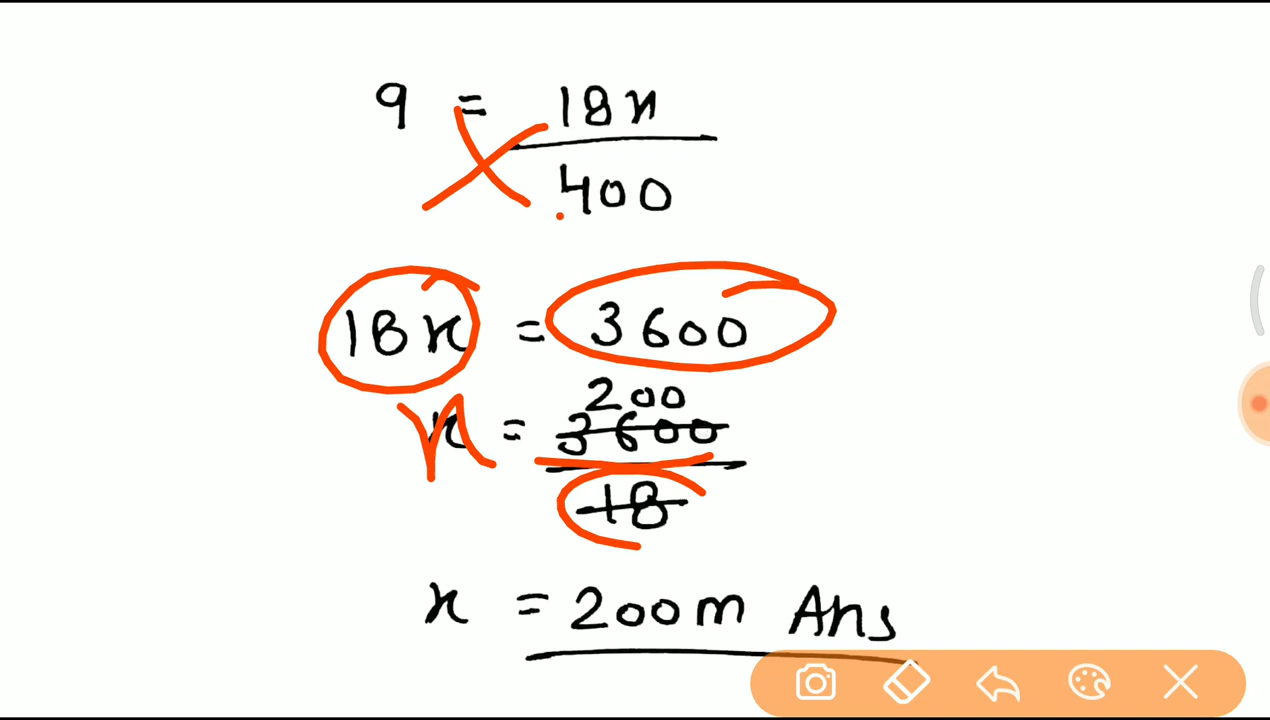 9 = 18x
400
18x = 3600
200
x = 3600
18
x = 200m Ans